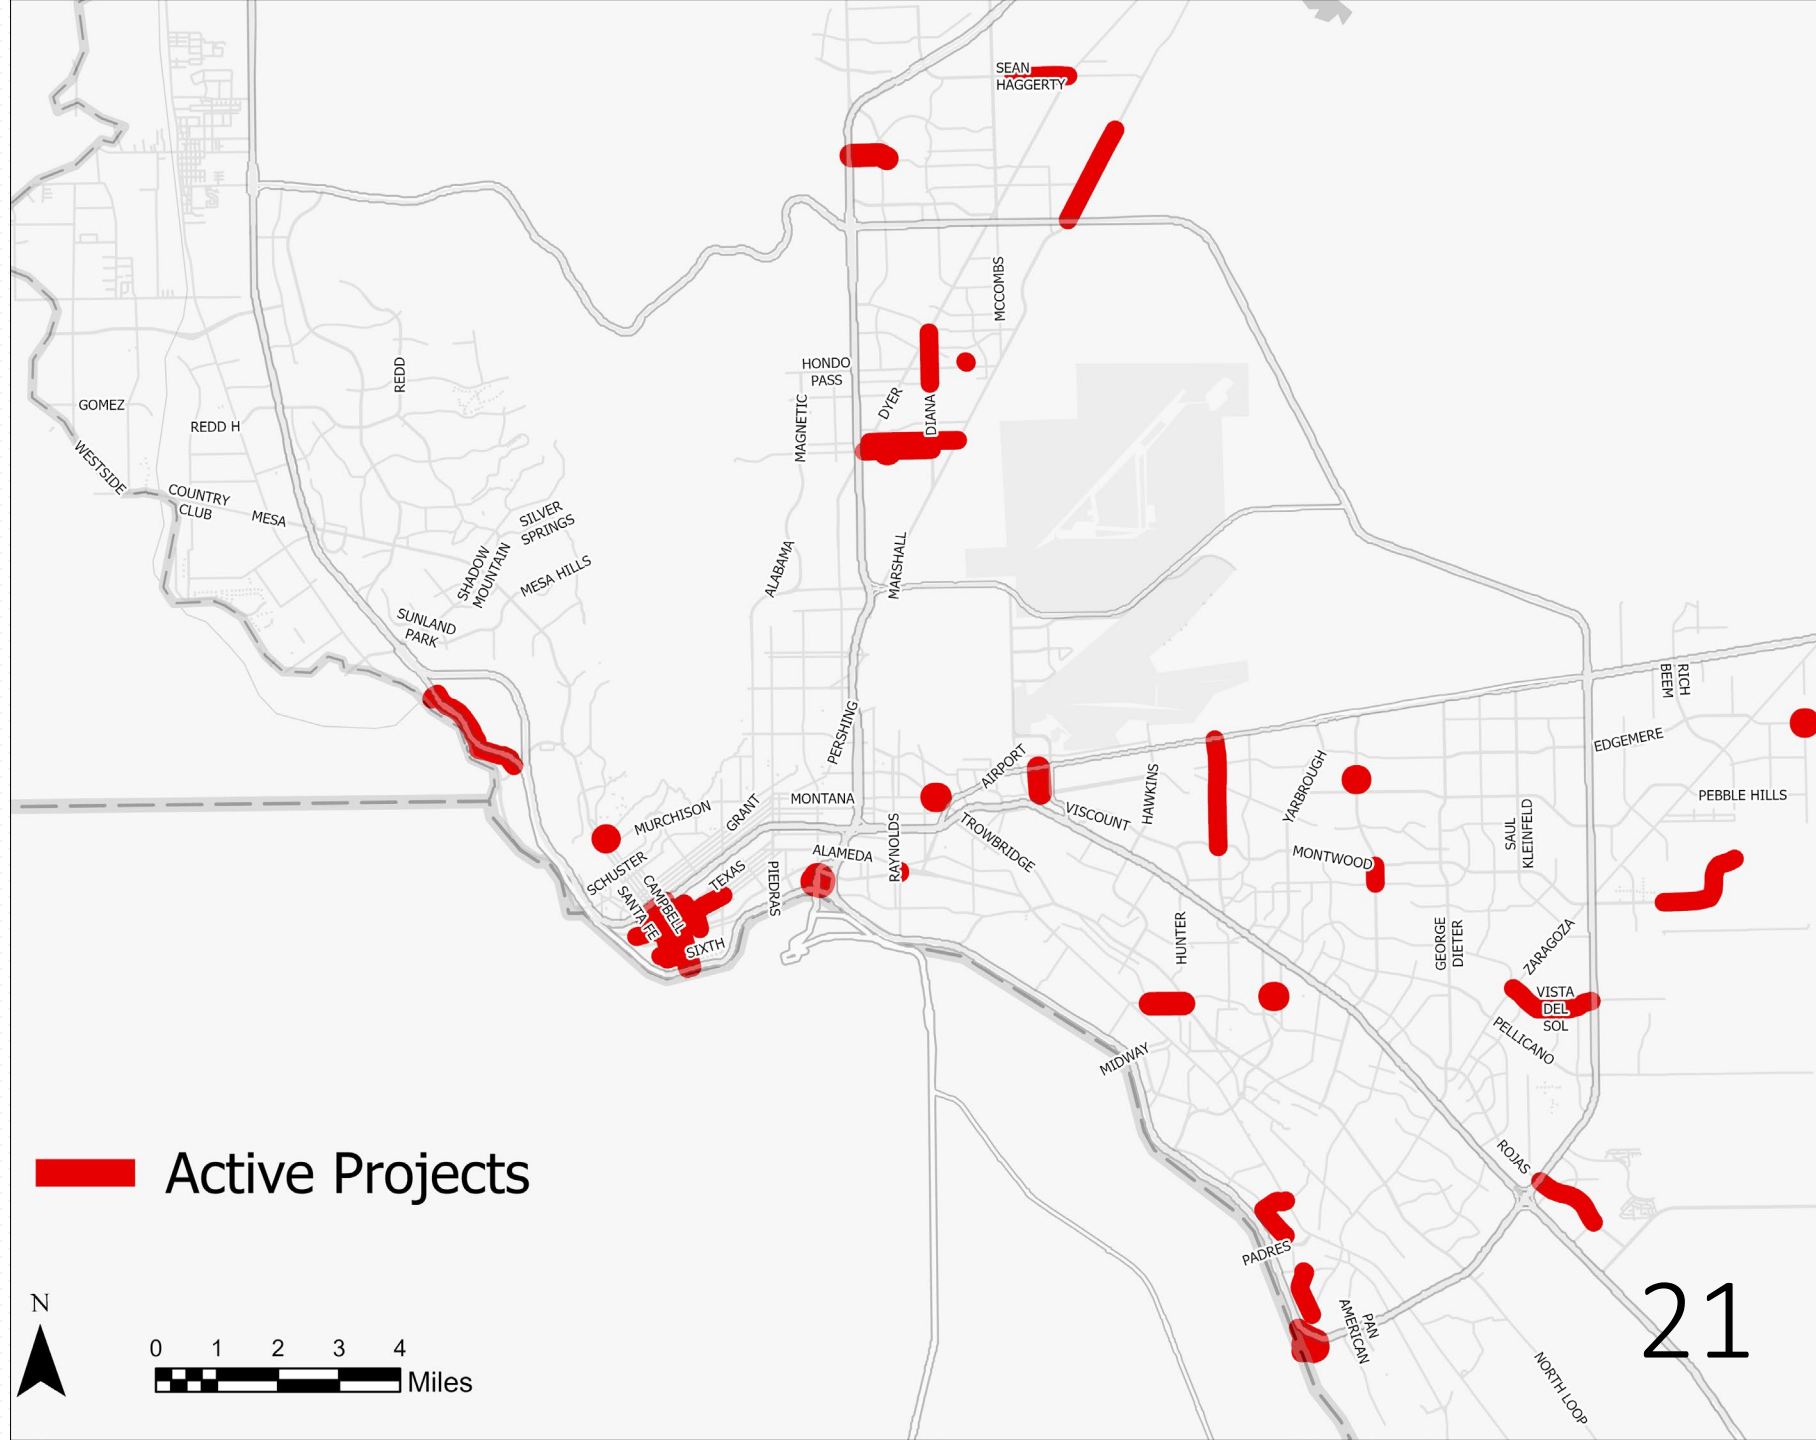 SEAN
HAGGERTY
MCCOMBS
HONDO
PASS
REDD
DYER
DIANA
MAGNETIC
GOMEZ
REDD H
WESTSIDE
COUNTRY
CLUB
MESA
SILVER
SPRINGS
SHADOW
MOUNTAIN
MESA HILLS
ALABAMA
MARSHALL
SUNLAND
PARK
RICH
BEEM
PERSHING
EDGEMERE
AIRPORT
HAWKINS
YARBROUGH
PEBBLE HILLS
MURCHISON
GRANT
MONTANA
VISCOUNT
TROWBRIDGE
RAYNOLDS
SAUL
KLEINFELD
ALAMEDA
MONTWOOD
SCHUSTER
TEXAS
PIEDRAS
CAMPBELL
SANTA FE
SIXTH
HUNTER
GEORGE
DIETER
ZARAGOZA
VISTA
DEL
SOL
PELLICANO
MIDWAY
ROJAS
Active Projects
PADRES
PAN
AMERICAN
NORTH LOOP
21
N
0 1 2 3 4
Miles